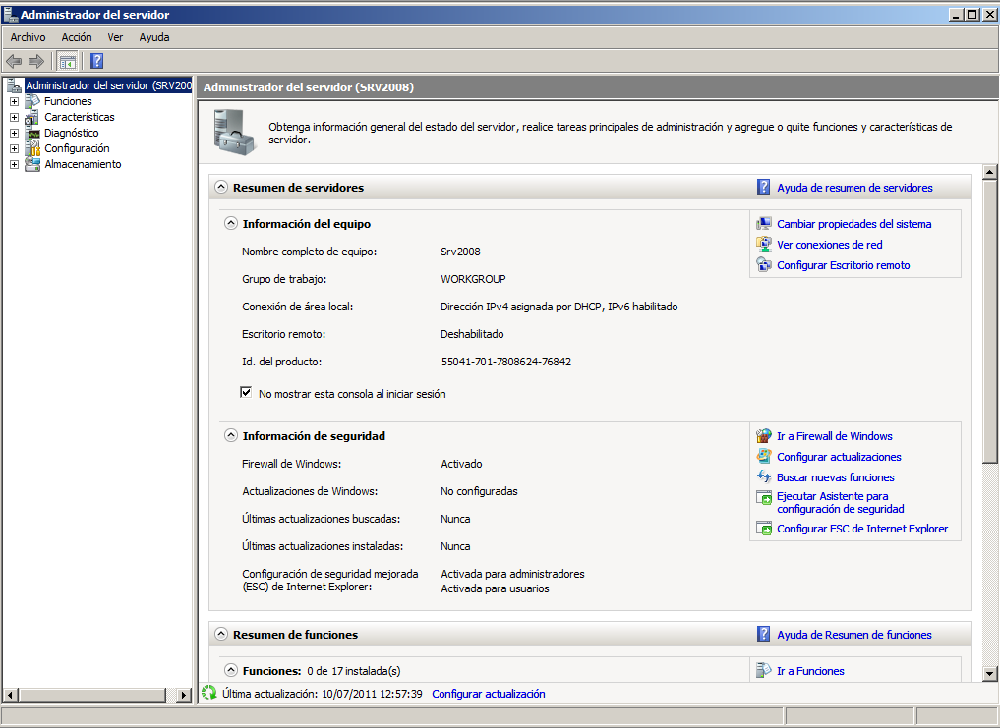 Administrador del servidor
Archivo Acción Ver Ayuda
Administrador del servidor (SRV200
Funciones
Características
Diagnóstico
Configuración
Almacenamiento
Administrador del servidor (SRV2008)
Obtenga información general del estado del servidor, realice tareas principales de administración y agregue o quite funciones y características de
servidor.
Resumen de servidores
Ayuda de resumen de servidores
Información del equipo
Nombre completo de equipo: Srv2008
Grupo de trabajo: WORKGROUP
Conexión de área local: Dirección IPv4 asignada por DHCP, IPv6 habilitado
Escritorio remoto: Deshabilitado
Id. del producto: 55041-701-7808624-76842
No mostrar esta consola al iniciar sesión
Cambiar propiedades del sistema
Ver conexiones de red
Configurar Escritorio remoto
Información de seguridad
Firewall de Windows: Activado
Actualizaciones de Windows: No configuradas
Últimas actualizaciones buscadas: Nunca
Últimas actualizaciones instaladas: Nunca
Configuración de seguridad mejorada Activada para administradores
(ESC) de Internet Explorer: Activada para usuarios
Ir a Firewall de Windows
Configurar actualizaciones
Buscar nuevas funciones
Ejecutar Asistente para
configuración de seguridad
Configurar ESC de Internet Explorer
Resumen de funciones
Ayuda de Resumen de funciones
Funciones: 0 de 17 instalada(s)
Ir a Funciones
Última actualización: 10/07/2011 12:57:39 Configurar actualización